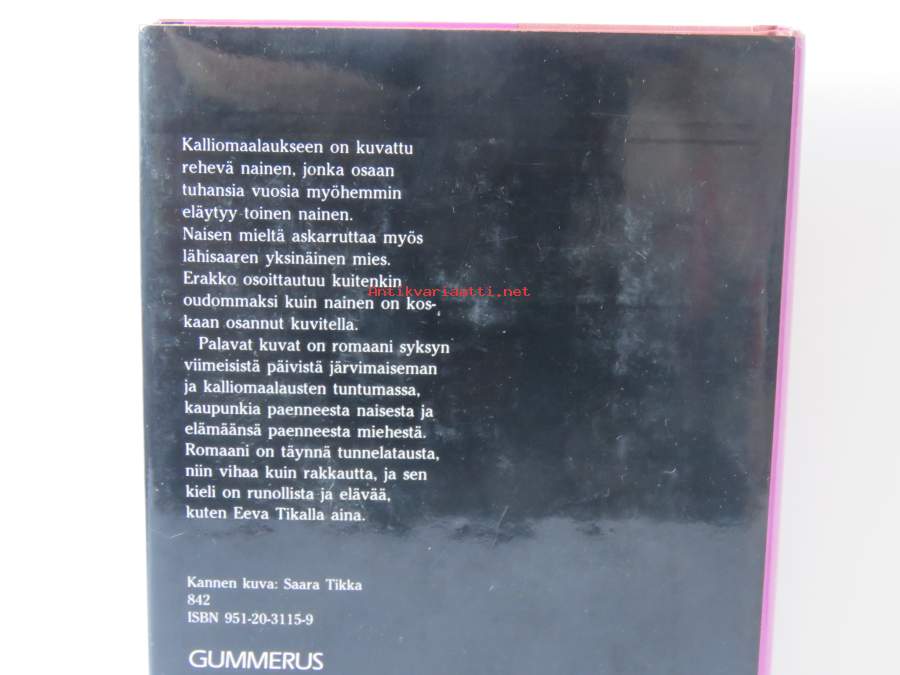 Kalliomaalaukseen on kuvattu
rehevä nainen, jonka osaan
tuhansia vuosia myöhemmin
eläytyy toinen nainen.
Naisen mieltä askarruttaa myös
lähisaaren yksinäinen mies.
Erakko osoittautuu kuitenkin
Antikvariaatti.net
oudommaksi kuin nainen on kos-
kaan osannut kuvitella.
Palavat kuvat on romaani syksyn
viimeisistä päivistä järvimaiseman
ja kalliomaalausten tuntumassa,
kaupunkia paenneesta naisesta ja
elämäänsä paenneesta miehestä.
Romaani on täynnä tunnelatausta,
niin vihaa kuin rakkautta, ja sen
kieli on runollista ja elävää,
kuten Eeva Tikalla aina.
Kannen kuva: Saara Tikka
842
ISBN 951-20-3115-9
GUMMERUS